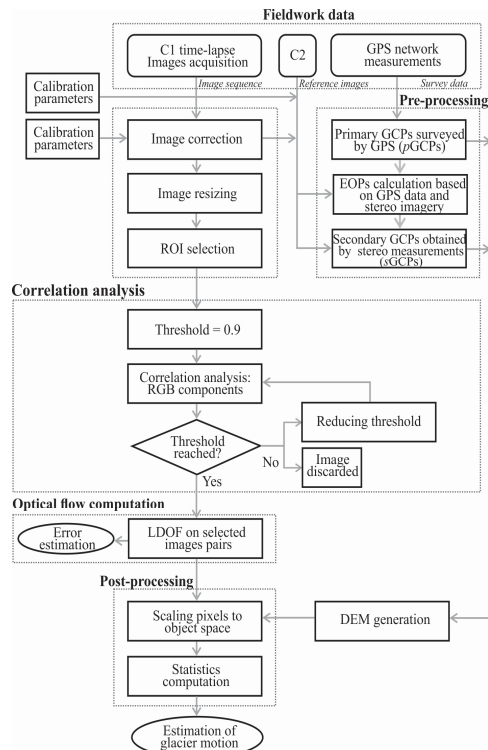 Fieldwork data
C1 time-lapse
Images acquisition
C2
GPS network
measurements
Image sequence
Reference images
Survey data
Calibration
parameters
Pre-processing
Calibration
parameters
Image correction
Primary GCPs surveyed
by GPS (pGCPs)
Image resizing
EOPs calculation based
on GPS data and
stereo imagery
ROI selection
Secondary GCPs obtained
by stereo measurements
(sGCPs)
Correlation analysis
Threshold = 0.9
Correlation analysis:
RGB components
Reducing threshold
Threshold
reached?
No
Image
discarded
Yes
Optical flow computation
Error
estimation
LDOF on selected
images pairs
Post-processing
Scaling pixels to
object space
DEM generation
Statistics
computation
Estimation of
glacier motion